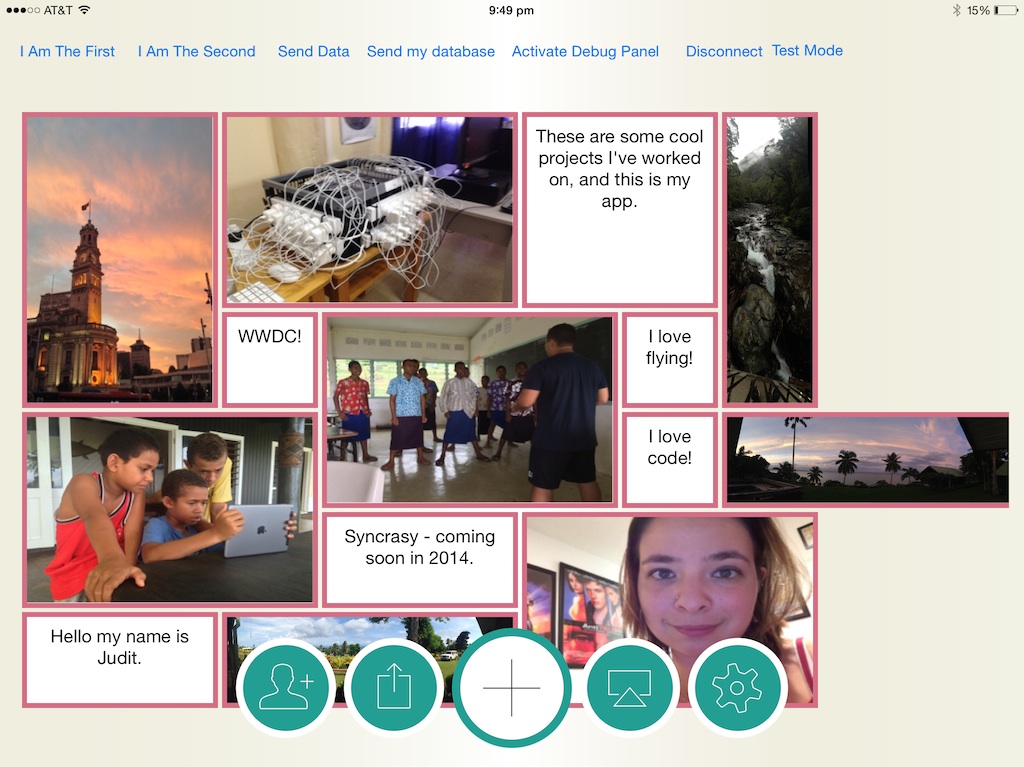 AT&T
9:49 pm
15%
I Am The First
I Am The Second
Send Data
Send my database
Activate Debug Panel
Disconnect
Test Mode
These are some cool
projects I've worked
on, and this is my
app.
WWDC!
I love
flying!
I love
code!
Syncrasy - coming
soon in 2014.
Hello my name is
Judit.